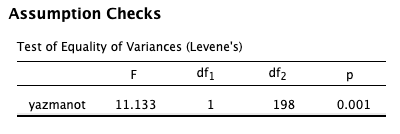 Assumption Checks
Test of Equality of Variances (Levene's)
F df₁ df₂ p
yazmanot 11.133 1 198 0.001